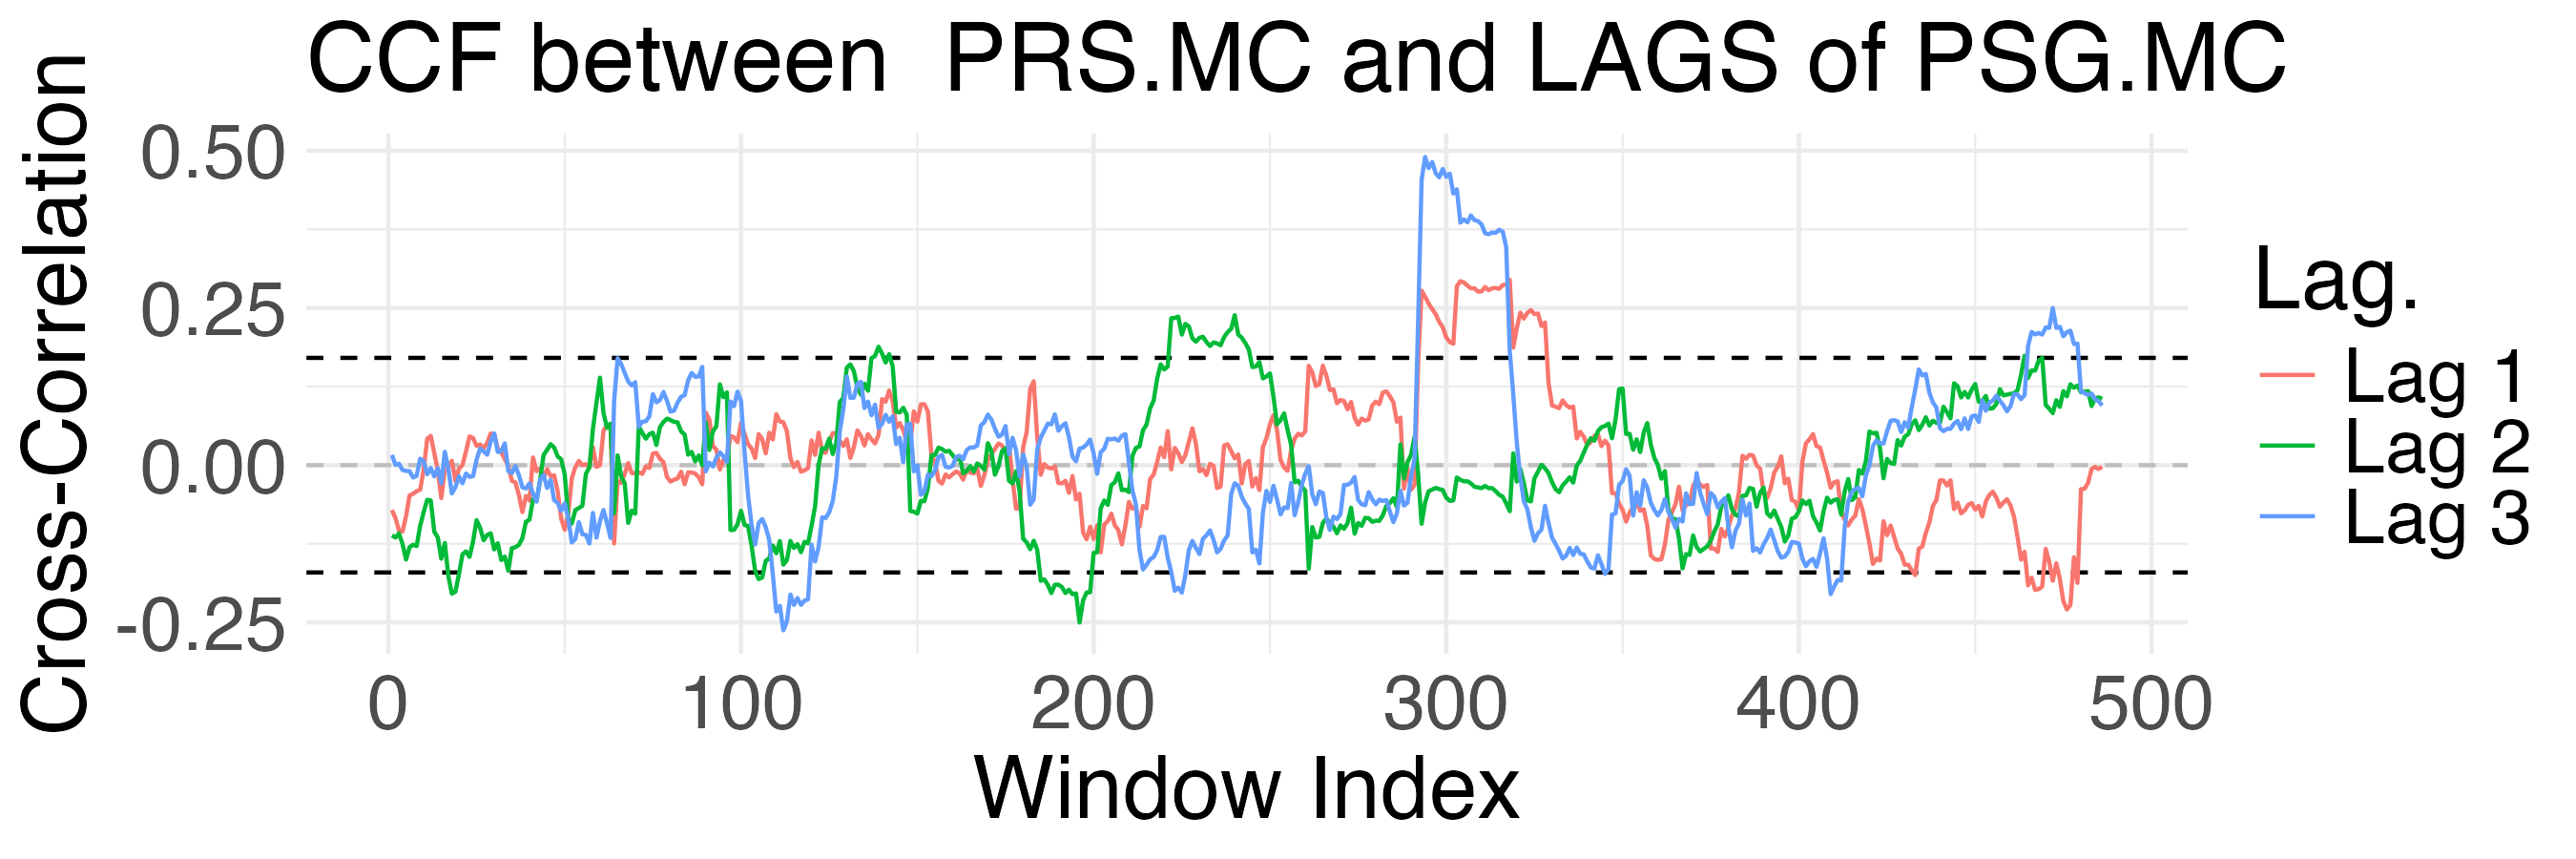 CCF between  PRS.MC and LAGS of PSG.MC
Cross-Correlation
0.50
0.25
0.00
-0.25
0 100 200 300 400 500
Window Index
Lag.
Lag 1
Lag 2
Lag 3